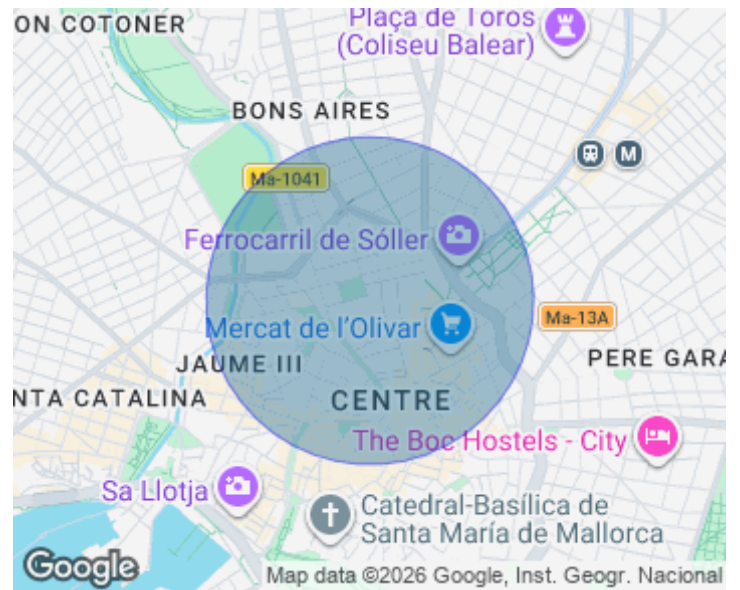 ON COTONER
Plaça de Toros
(Coliseu Balear)
BONS AIRES
M
Ma-1041
Ferrocarril de Sóller
Mercat de l'Olivar
Ma-13A
JAUME III
PERE GARA
NTA CATALINA
CENTRE
The Boc Hostels - City
Sa Llotja
Catedral-Basílica de
Santa María de Mallorca
Google
Map data ©2026 Google, Inst. Geogr. Nacional